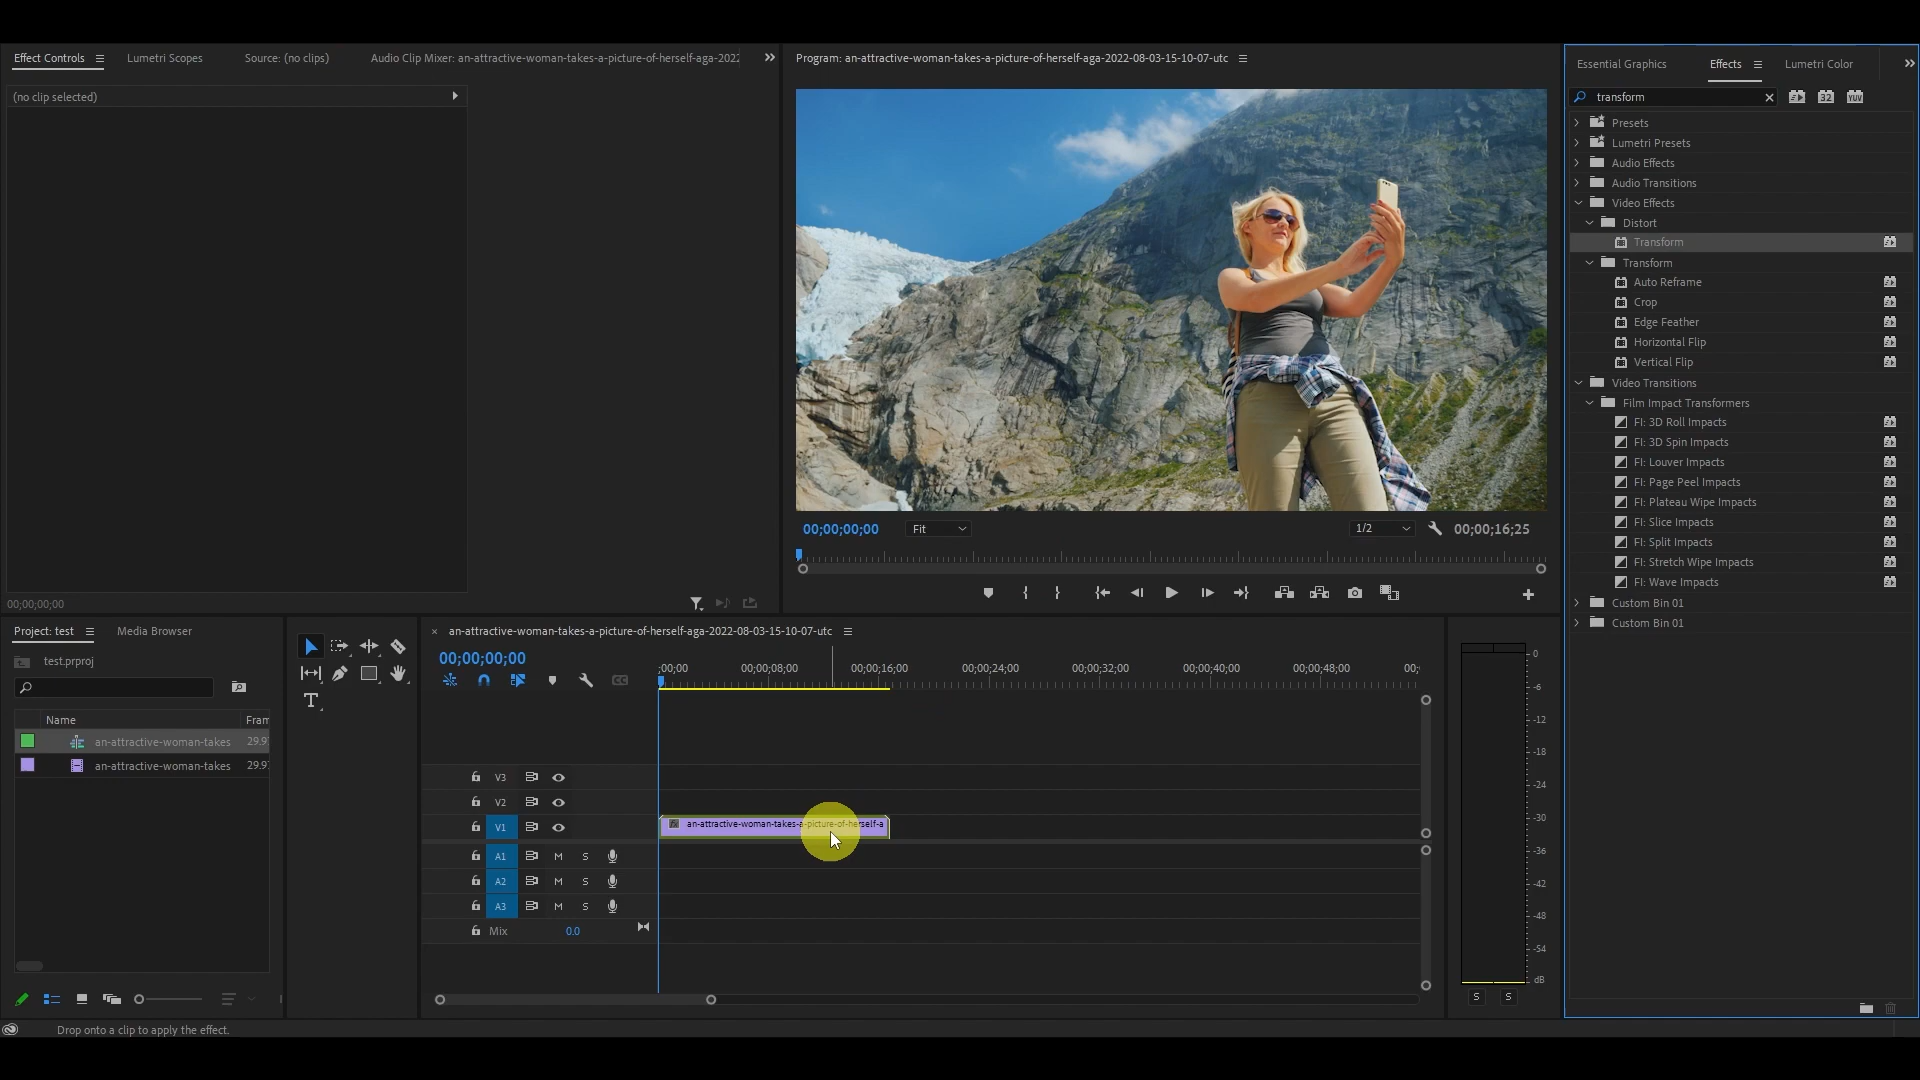 Effect Controls
Lumetri Scopes
Source: (no clips)
Audio Clip Mixer: an-attractive-woman-takes-a-picture-of-herself-aga-2022
(no clip selected)
00;00;00;00
Program: an-attractive-woman-takes-a-picture-of-herself-aga-2022-08-03-15-10-07-utc
00;00;00;00
Fit
1/2
00;00;16;25
Essential Graphics
Effects
Lumetri Color
transform
32
YUV
Presets
Lumetri Presets
Audio Effects
Audio Transitions
Video Effects
Distort
Transform
Transform
Auto Reframe
Crop
Edge Feather
Horizontal Flip
Vertical Flip
Video Transitions
Film Impact Transformers
FI: 3D Roll Impacts
FI: 3D Spin Impacts
FI: Louver Impacts
FI: Page Peel Impacts
FI: Plateau Wipe Impacts
FI: Slice Impacts
FI: Split Impacts
FI: Stretch Wipe Impacts
FI: Wave Impacts
Custom Bin 01
Custom Bin 01
Project: test
Media Browser
test.prproj
Name
Fram
an-attractive-woman-takes
29.9
an-attractive-woman-takes
29.9
an-attractive-woman-takes-a-picture-of-herself-aga-2022-08-03-15-10-07-utc
00;00;00;00
;00;00
00;00;08;00
00;00;16;00
00;00;24;00
00;00;32;00
00;00;40;00
00;00;48;00
00;
V3
V2
V1
an-attractive-woman-takes-a-picture-of-herself-a
A1
M
S
A2
M
S
A3
M
S
Mix
0.0
0
-6
-12
-18
-24
-30
-36
-42
-48
-54
dB
S
S
Drop onto a clip to apply the effect.